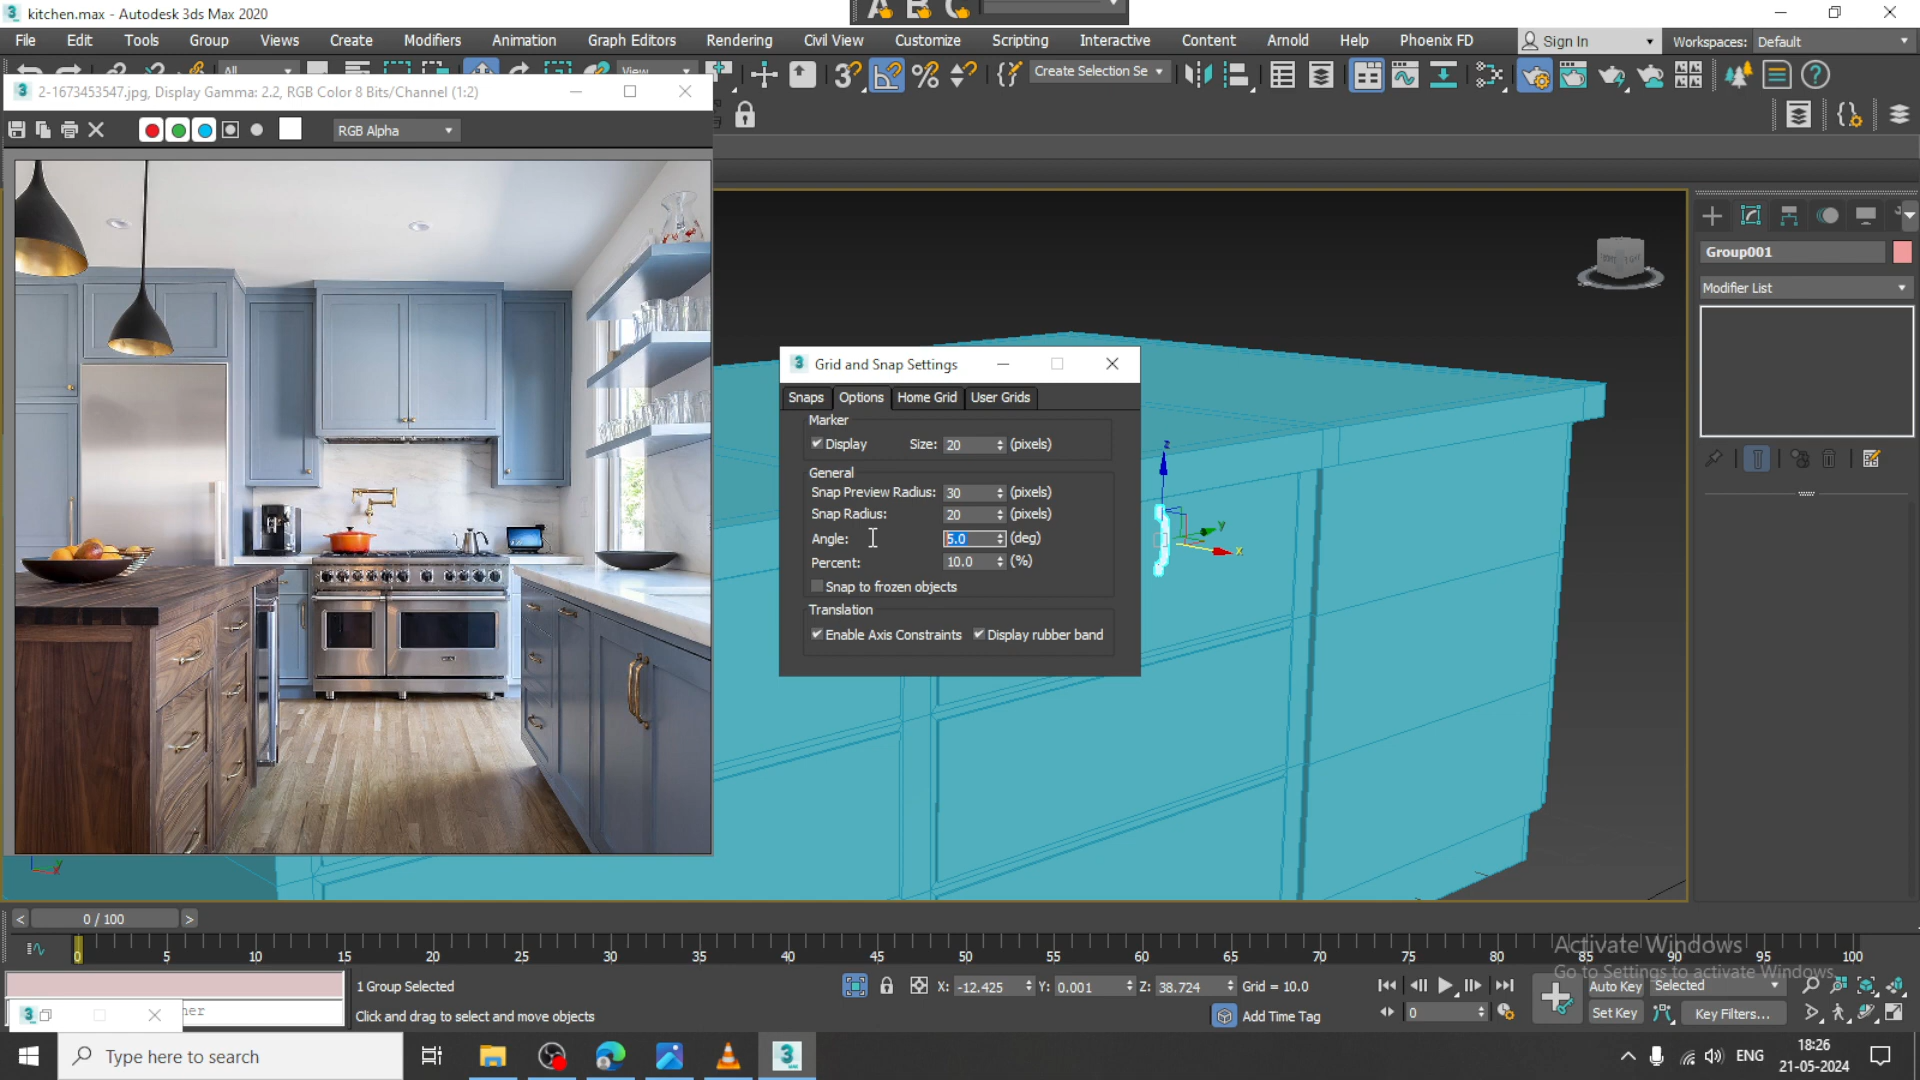 kitchen.max - Autodesk 3ds Max 2020
File Edit Tools Group Views Create Modifiers Animation Graph Editors Rendering Civil View Customize Scripting Interactive Content Arnold Help Phoenix FD Sign In Workspaces: Default
All View Create Selection Se
2-1673453547.jpg, Display Gamma: 2.2, RGB Color 8 Bits/Channel (1:2)
RGB Alpha
Group001
Modifier List
Grid and Snap Settings
Snaps Options Home Grid User Grids
Marker
Display Size: 20 (pixels)
General
Snap Preview Radius: 30 (pixels)
Snap Radius: 20 (pixels)
Angle: 5.0 (deg)
Percent: 10.0 (%)
Snap to frozen objects
Translation
Enable Axis Constraints Display rubber band
z
y
x
0 / 100
0 5 10 15 20 25 30 35 40 45 50 55 60 65 70 75 80 85 90 95 100
Activate Windows
Go to Settings to activate Windows.
1 Group Selected X: -12.425 Y: 0.001 Z: 38.724 Grid = 10.0 Auto Key Selected
Click and drag to select and move objects Add Time Tag 0 Set Key Key Filters...
Type here to search
ENG
18:26
21-05-2024